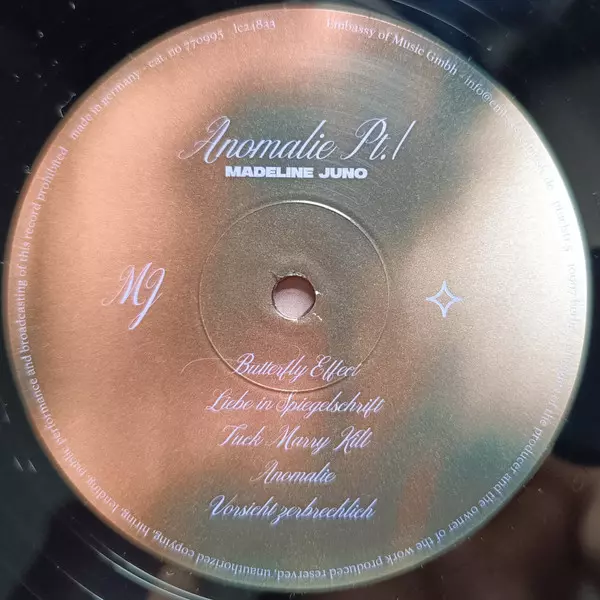 Anomalie Pt.1
MADELINE JUNO
MJ
Butterfly Effect
Liebe in Spiegelschrift
Fuck Marry Kill
Anomalie
Vorsicht zerbrechlich
made in germany - cat. no 770995 lc24833 Embassy of Music GmbH - info@
of the producer and the owner of the work produced reserved, unauthorized copying, hiring, lending, public performance and broadcasting of this record prohibited